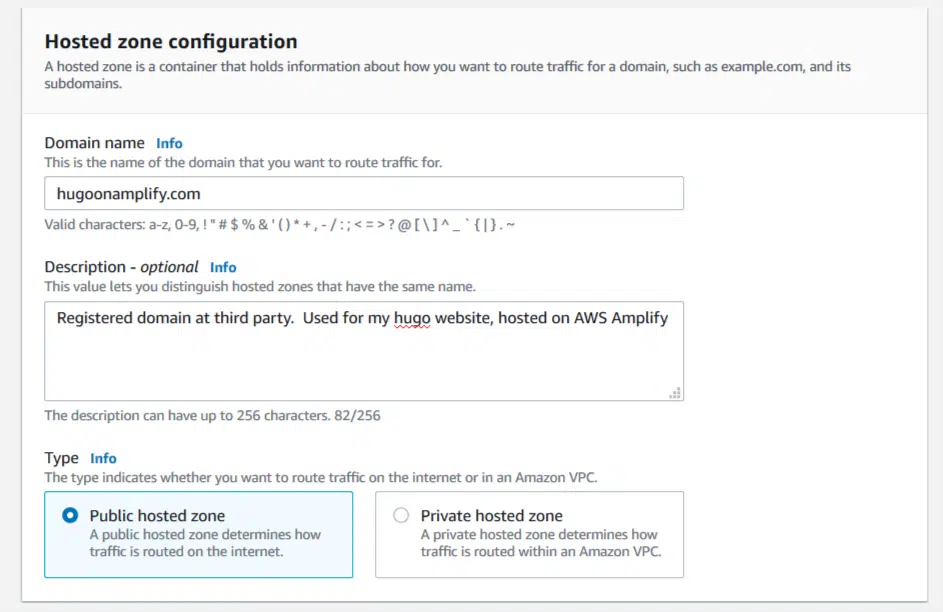 Hosted zone configuration
A hosted zone is a container that holds information about how you want to route traffic for a domain, such as example.com, and its
subdomains.
Domain name Info
This is the name of the domain that you want to route traffic for.
hugoonamplify.com
Valid characters: a-z, 0-9, ! " # $ % & ' ( ) * + , - / : ; < = > ? @ [ \ ] ^ _ ` { | } . ~
Description - optional Info
This value lets you distinguish hosted zones that have the same name.
Registered domain at third party.  Used for my hugo website, hosted on AWS Amplify
The description can have up to 256 characters. 82/256
Type Info
The type indicates whether you want to route traffic on the internet or in an Amazon VPC.
Public hosted zone
A public hosted zone determines how
traffic is routed on the internet.
Private hosted zone
A private hosted zone determines how
traffic is routed within an Amazon VPC.